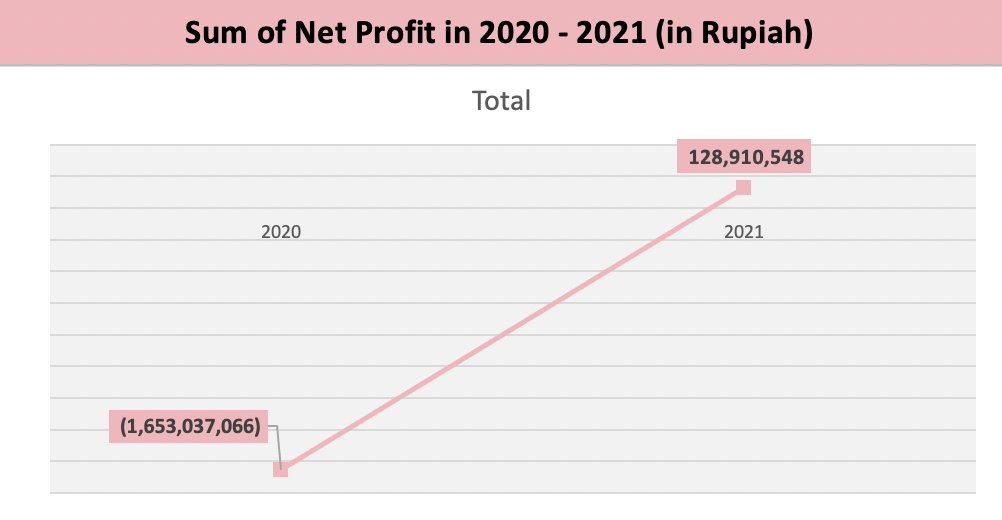 Sum of Net Profit in 2020 - 2021 (in Rupiah)
Total
128,910,548
2020
2021
(1,653,037,066)